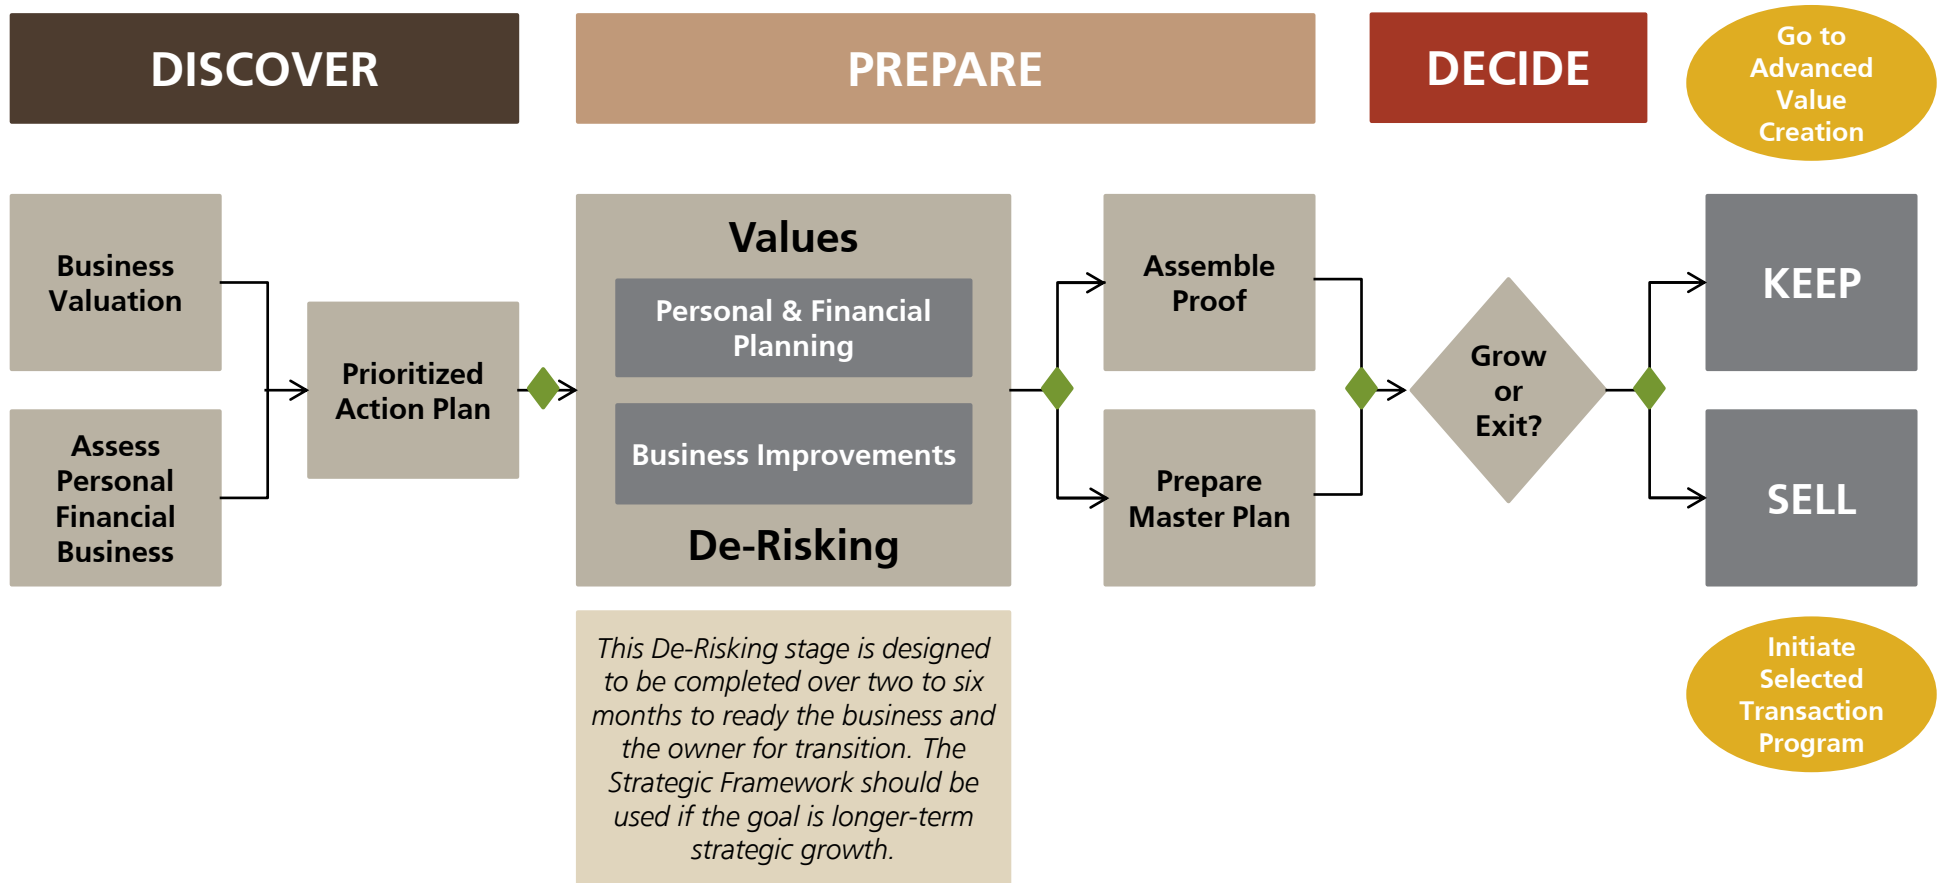 DISCOVER
PREPARE
DECIDE
Go to
Advanced
Value
Creation
Business
Valuation
Assess
Personal
Financial
Business
Prioritized
Action Plan
Values
Personal & Financial
Planning
Business Improvements
De-Risking
This De-Risking stage is designed
to be completed over two to six
months to ready the business and
the owner for transition. The
Strategic Framework should be
used if the goal is longer-term
strategic growth.
Assemble
Proof
Prepare
Master Plan
Grow
or
Exit?
KEEP
SELL
Initiate
Selected
Transaction
Program